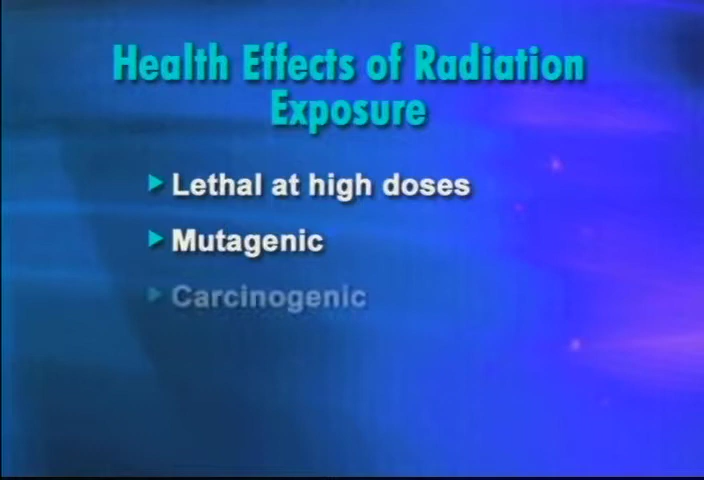 Health Effects of Radiation
Exposure
Lethal at high doses
Mutagenic
Carcinogenic